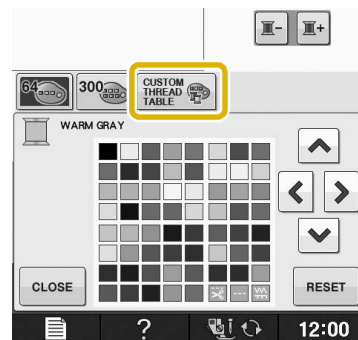 64
300
CUSTOM
THREAD
TABLE
WARM GRAY
CLOSE
RESET
?
12:00